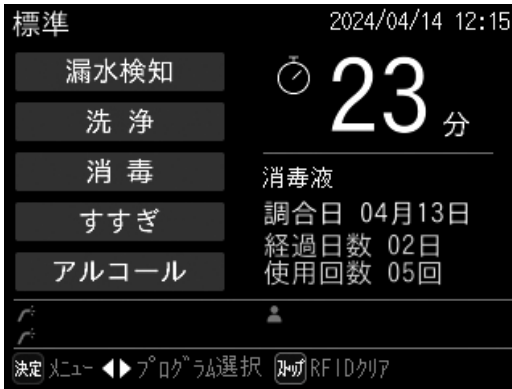 標準 2024/04/14 12:15
漏水検知
洗 浄
消 毒
すすぎ
アルコール
23分
消毒液
調合日 04月13日
経過日数 02日
使用回数 05回
決定 メニュー ◀▶ プログラム選択 ストップ RFIDクリア